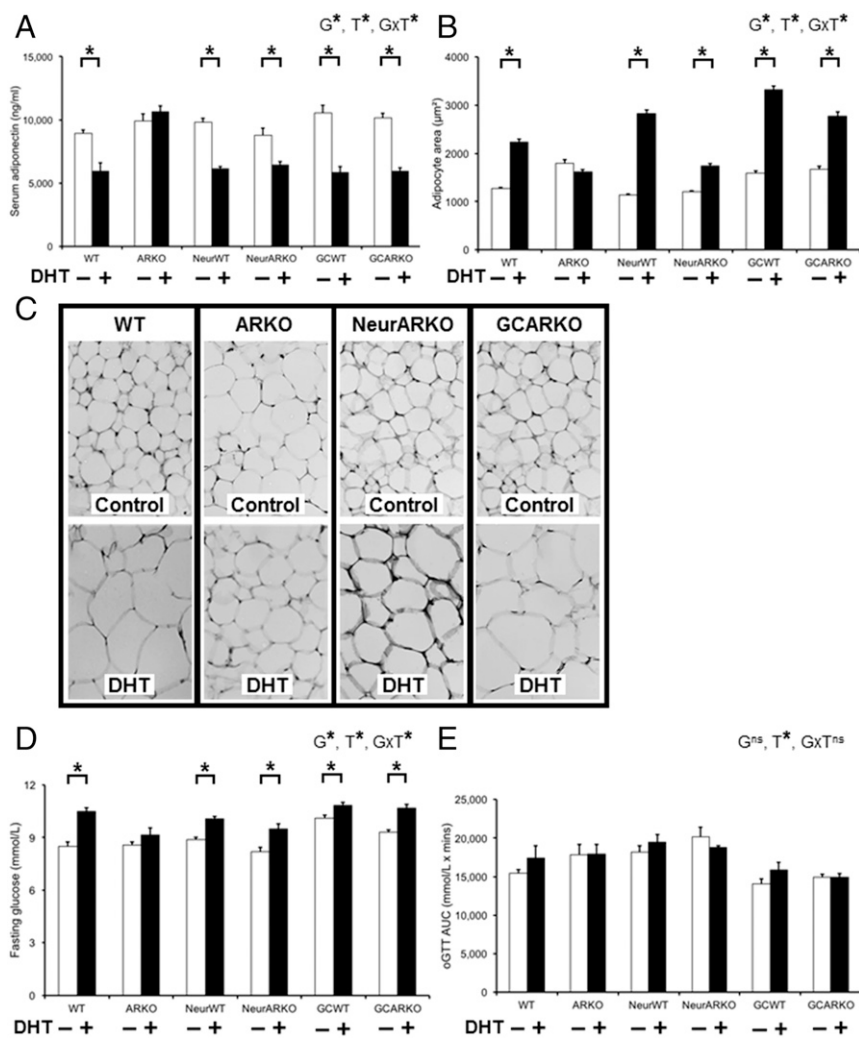 A
G*, T*, GxT*
15,000
10,000
5,000
0
Serum adiponectin (ng/ml)
* * * * *
WT ARKO NeurWT NeurARKO GCWT GCARKO
DHT – + – + – + – + – + – +
B
G*, T*, GxT*
4000
3000
2000
1000
0
Adipocyte area (µm²)
* * * * *
WT ARKO NeurWT NeurARKO GCWT GCARKO
DHT – + – + – + – + – + – +
C
WT ARKO NeurARKO GCARKO
Control Control Control Control
DHT DHT DHT DHT
D
G*, T*, GxT*
12
9
6
3
0
Fasting glucose (mmol/L)
* * * * *
WT ARKO NeurWT NeurARKO GCWT GCARKO
DHT – + – + – + – + – + – +
E
Gns, T*, GxTns
25,000
20,000
15,000
10,000
5,000
0
oGTT AUC (mmol/L x mins)
WT ARKO NeurWT NeurARKO GCWT GCARKO
DHT – + – + – + – + – + – +